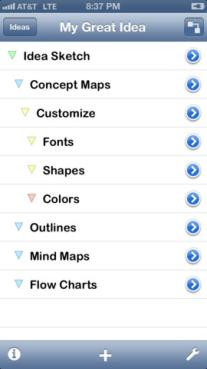 AT&T LTE 8:37 PM
Ideas My Great Idea
Idea Sketch
Concept Maps
Customize
Fonts
Shapes
Colors
Outlines
Mind Maps
Flow Charts